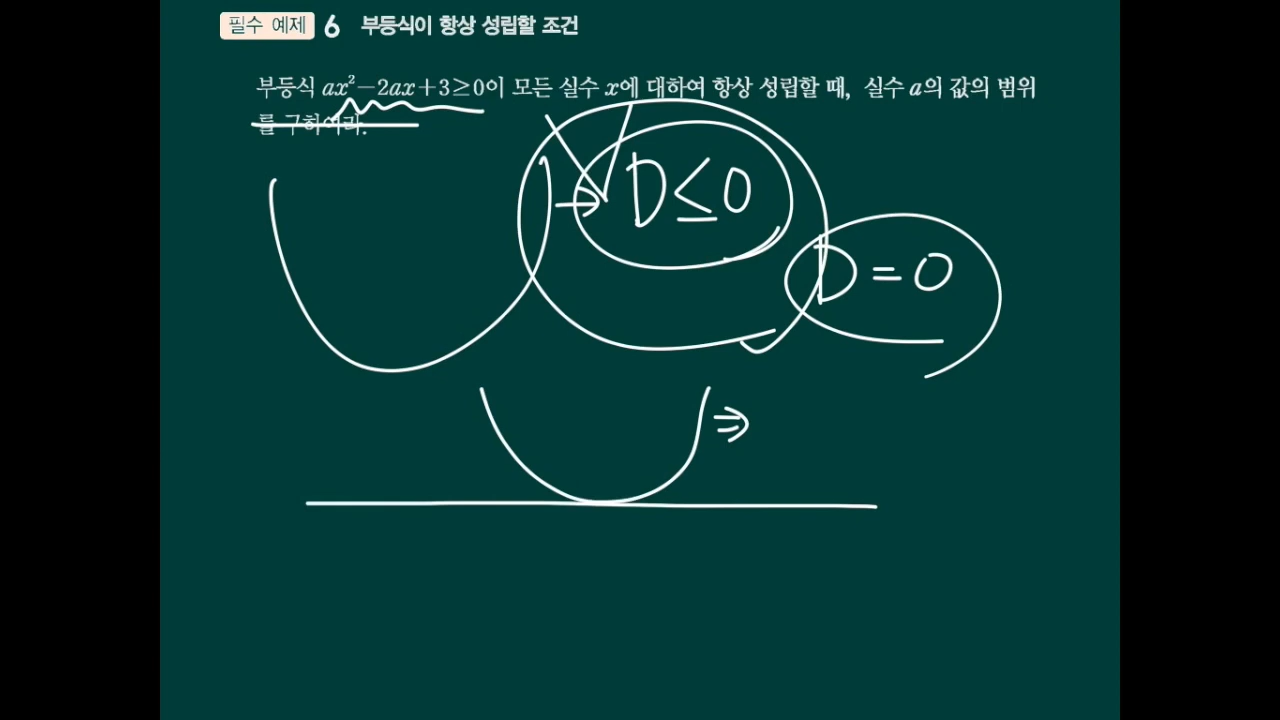 필수 예제 6 부등식이 항상 성립할 조건
부등식 ax²−2ax+3≥0이 모든 실수 x에 대하여 항상 성립할 때, 실수 a의 값의 범위
를 구하여라.
→ D≤0
D=0
⇒